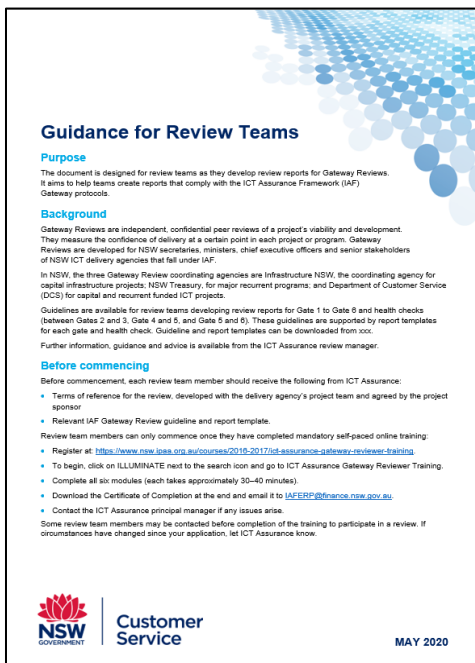 Guidance for Review Teams
Purpose
The document is designed for review teams as they develop review reports for Gateway Reviews.
It aims to help teams create reports that comply with the ICT Assurance Framework (IAF)
Gateway protocols.
Background
Gateway Reviews are independent, confidential peer reviews of a project's viability and development.
They measure the confidence of delivery at a certain point in each project or program. Gateway
Reviews are developed for NSW secretaries, ministers, chief executive officers and senior stakeholders
of NSW ICT delivery agencies that fall under IAF.
In NSW, the three Gateway Review coordinating agencies are Infrastructure NSW, the coordinating agency for
capital infrastructure projects; NSW Treasury, for major recurrent programs; and Department of Customer Service
(DCS) for capital and recurrent funded ICT projects.
Guidelines are available for review teams developing review reports for Gate 1 to Gate 6 and health checks
(between Gates 2 and 3, Gate 4 and 5, and Gate 5 and 6). These guidelines are supported by report templates
for each gate and health check. Guideline and report templates can be downloaded from xxx.
Further information, guidance and advice is available from the ICT Assurance review manager.
Before commencing
Before commencement, each review team member should receive the following from ICT Assurance:
• Terms of reference for the review, developed with the delivery agency's project team and agreed by the project
sponsor
• Relevant IAF Gateway Review guideline and report template.
Review team members can only commence once they have completed mandatory self-paced online training:
• Register at: https://www.nsw.ipaa.org.au/courses/2016-2017/ict-assurance-gateway-reviewer-training.
• To begin, click on ILLUMINATE next to the search icon and go to ICT Assurance Gateway Reviewer Training.
• Complete all six modules (each takes approximately 30–40 minutes).
• Download the Certificate of Completion at the end and email it to IAFERP@finance.nsw.gov.au.
• Contact the ICT Assurance principal manager if any issues arise.
Some review team members may be contacted before completion of the training to participate in a review. If
circumstances have changed since your application, let ICT Assurance know.
NSW
GOVERNMENT
Customer
Service
MAY 2020